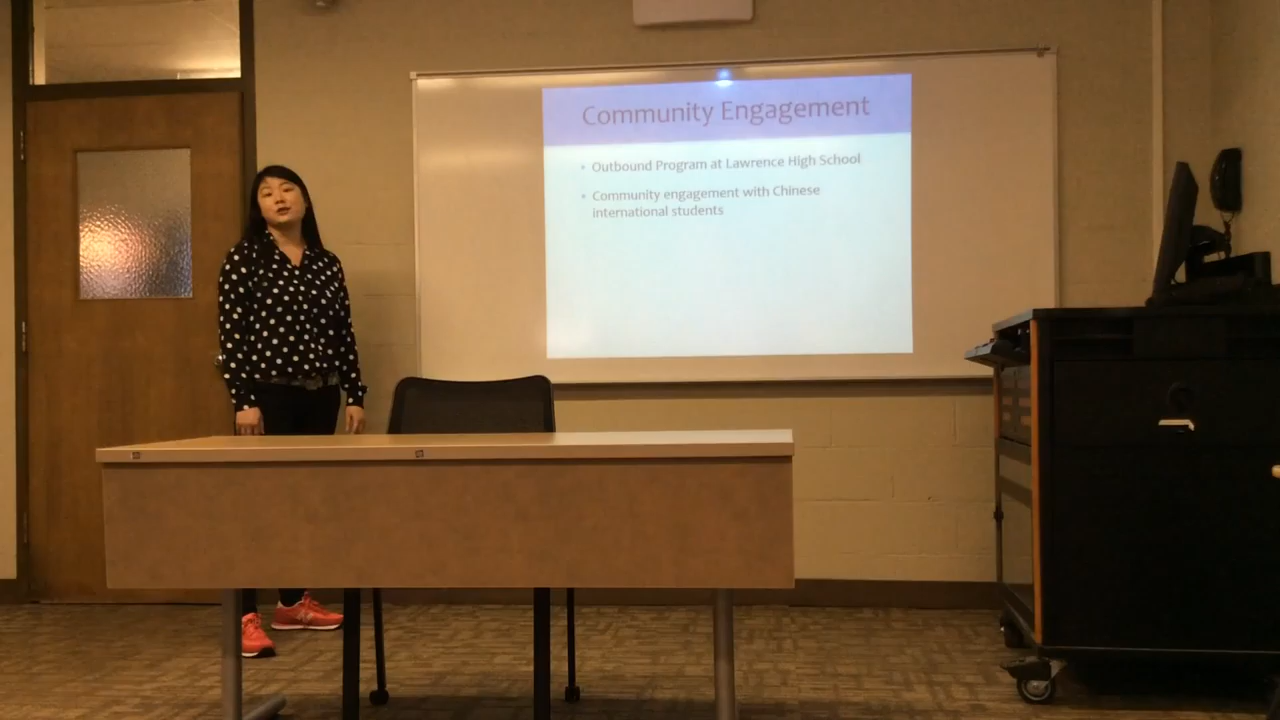 Community Engagement
• Outbound Program at Lawrence High School
• Community engagement with Chinese
international students